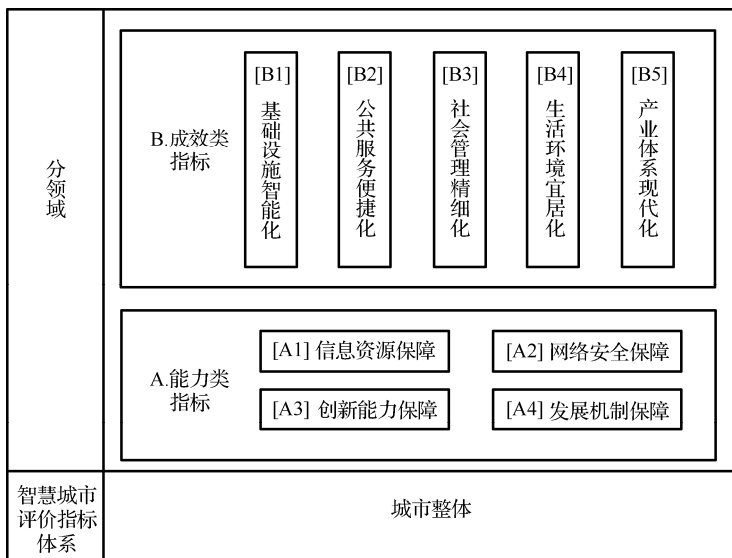 分领域
B.成效类
指标
[B1]
基础设施智能化
[B2]
公共服务便捷化
[B3]
社会管理精细化
[B4]
生活环境宜居化
[B5]
产业体系现代化
A.能力类
指标
[A1] 信息资源保障
[A2] 网络安全保障
[A3] 创新能力保障
[A4] 发展机制保障
智慧城市
评价指标
体系
城市整体